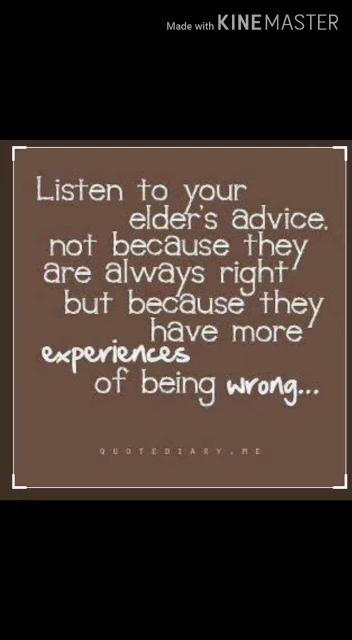 Made with KINEMASTER
Listen to your
elder's advice.
not because they
are always right
but because they
have more
experiences
of being wrong...
QUOTEDIARY.ME